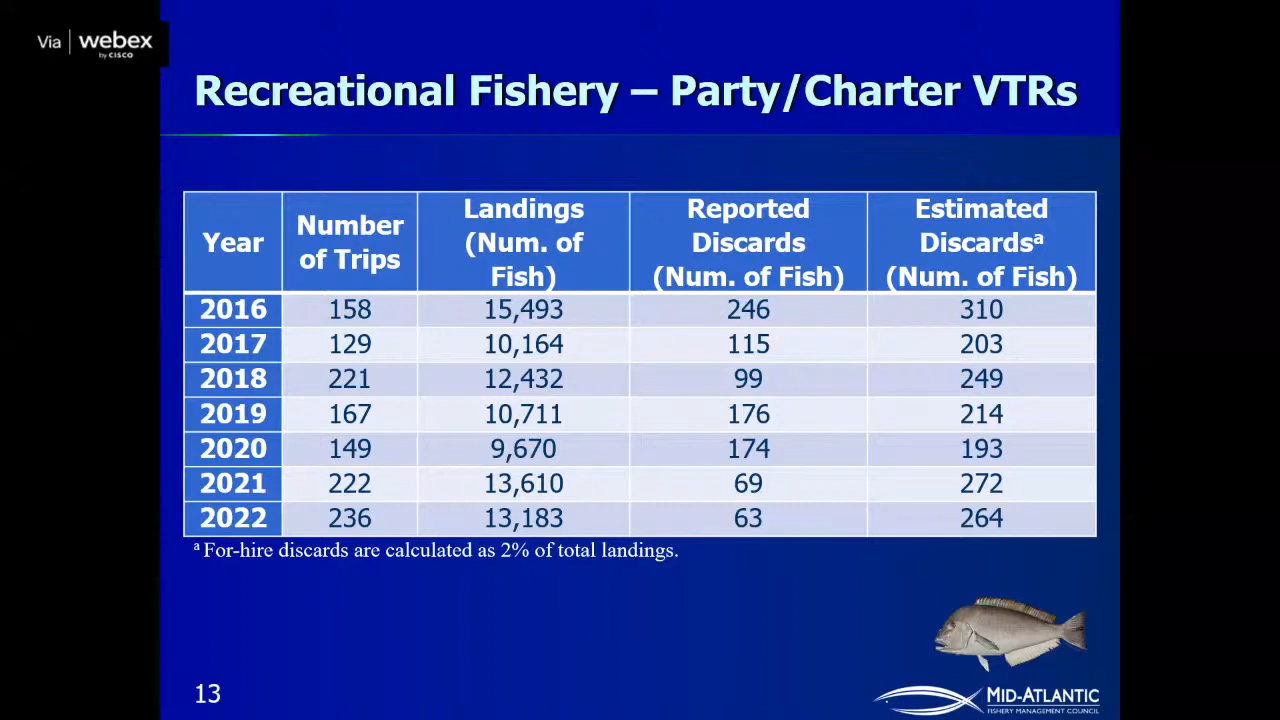 Via | webex
by CISCO
Recreational Fishery – Party/Charter VTRs
Year Number of Trips Landings (Num. of Fish) Reported Discards (Num. of Fish) Estimated Discardsᵃ (Num. of Fish)
2016 158 15,493 246 310
2017 129 10,164 115 203
2018 221 12,432 99 249
2019 167 10,711 176 214
2020 149 9,670 174 193
2021 222 13,610 69 272
2022 236 13,183 63 264
ᵃ For-hire discards are calculated as 2% of total landings.
13
MID-ATLANTIC
FISHERY MANAGEMENT COUNCIL